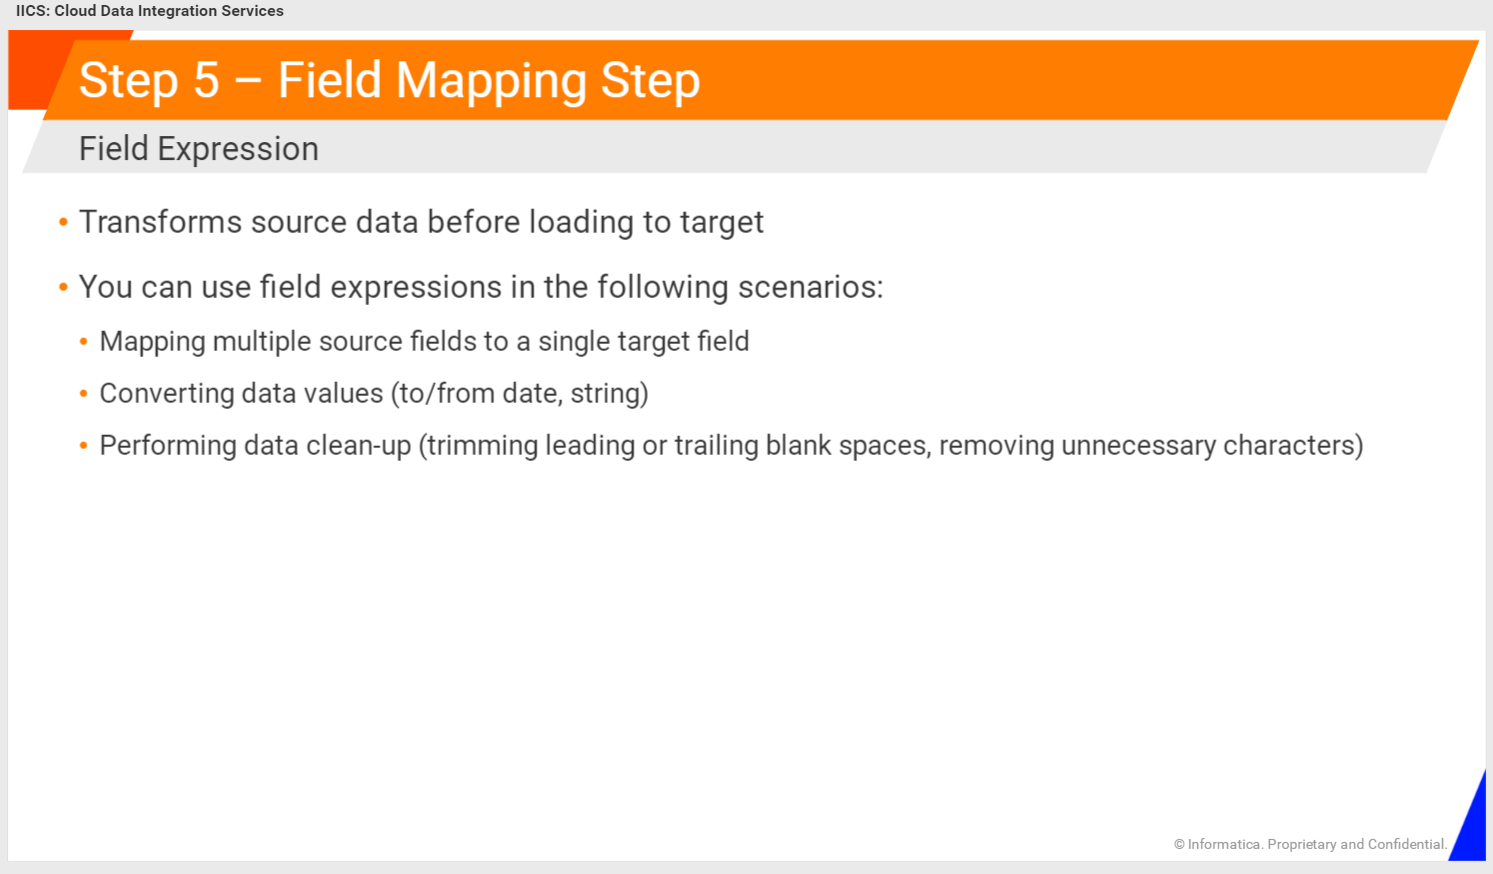 IICS: Cloud Data Integration Services
Step 5 – Field Mapping Step
Field Expression
• Transforms source data before loading to target
• You can use field expressions in the following scenarios:
• Mapping multiple source fields to a single target field
• Converting data values (to/from date, string)
• Performing data clean-up (trimming leading or trailing blank spaces, removing unnecessary characters)
© Informatica. Proprietary and Confidential.